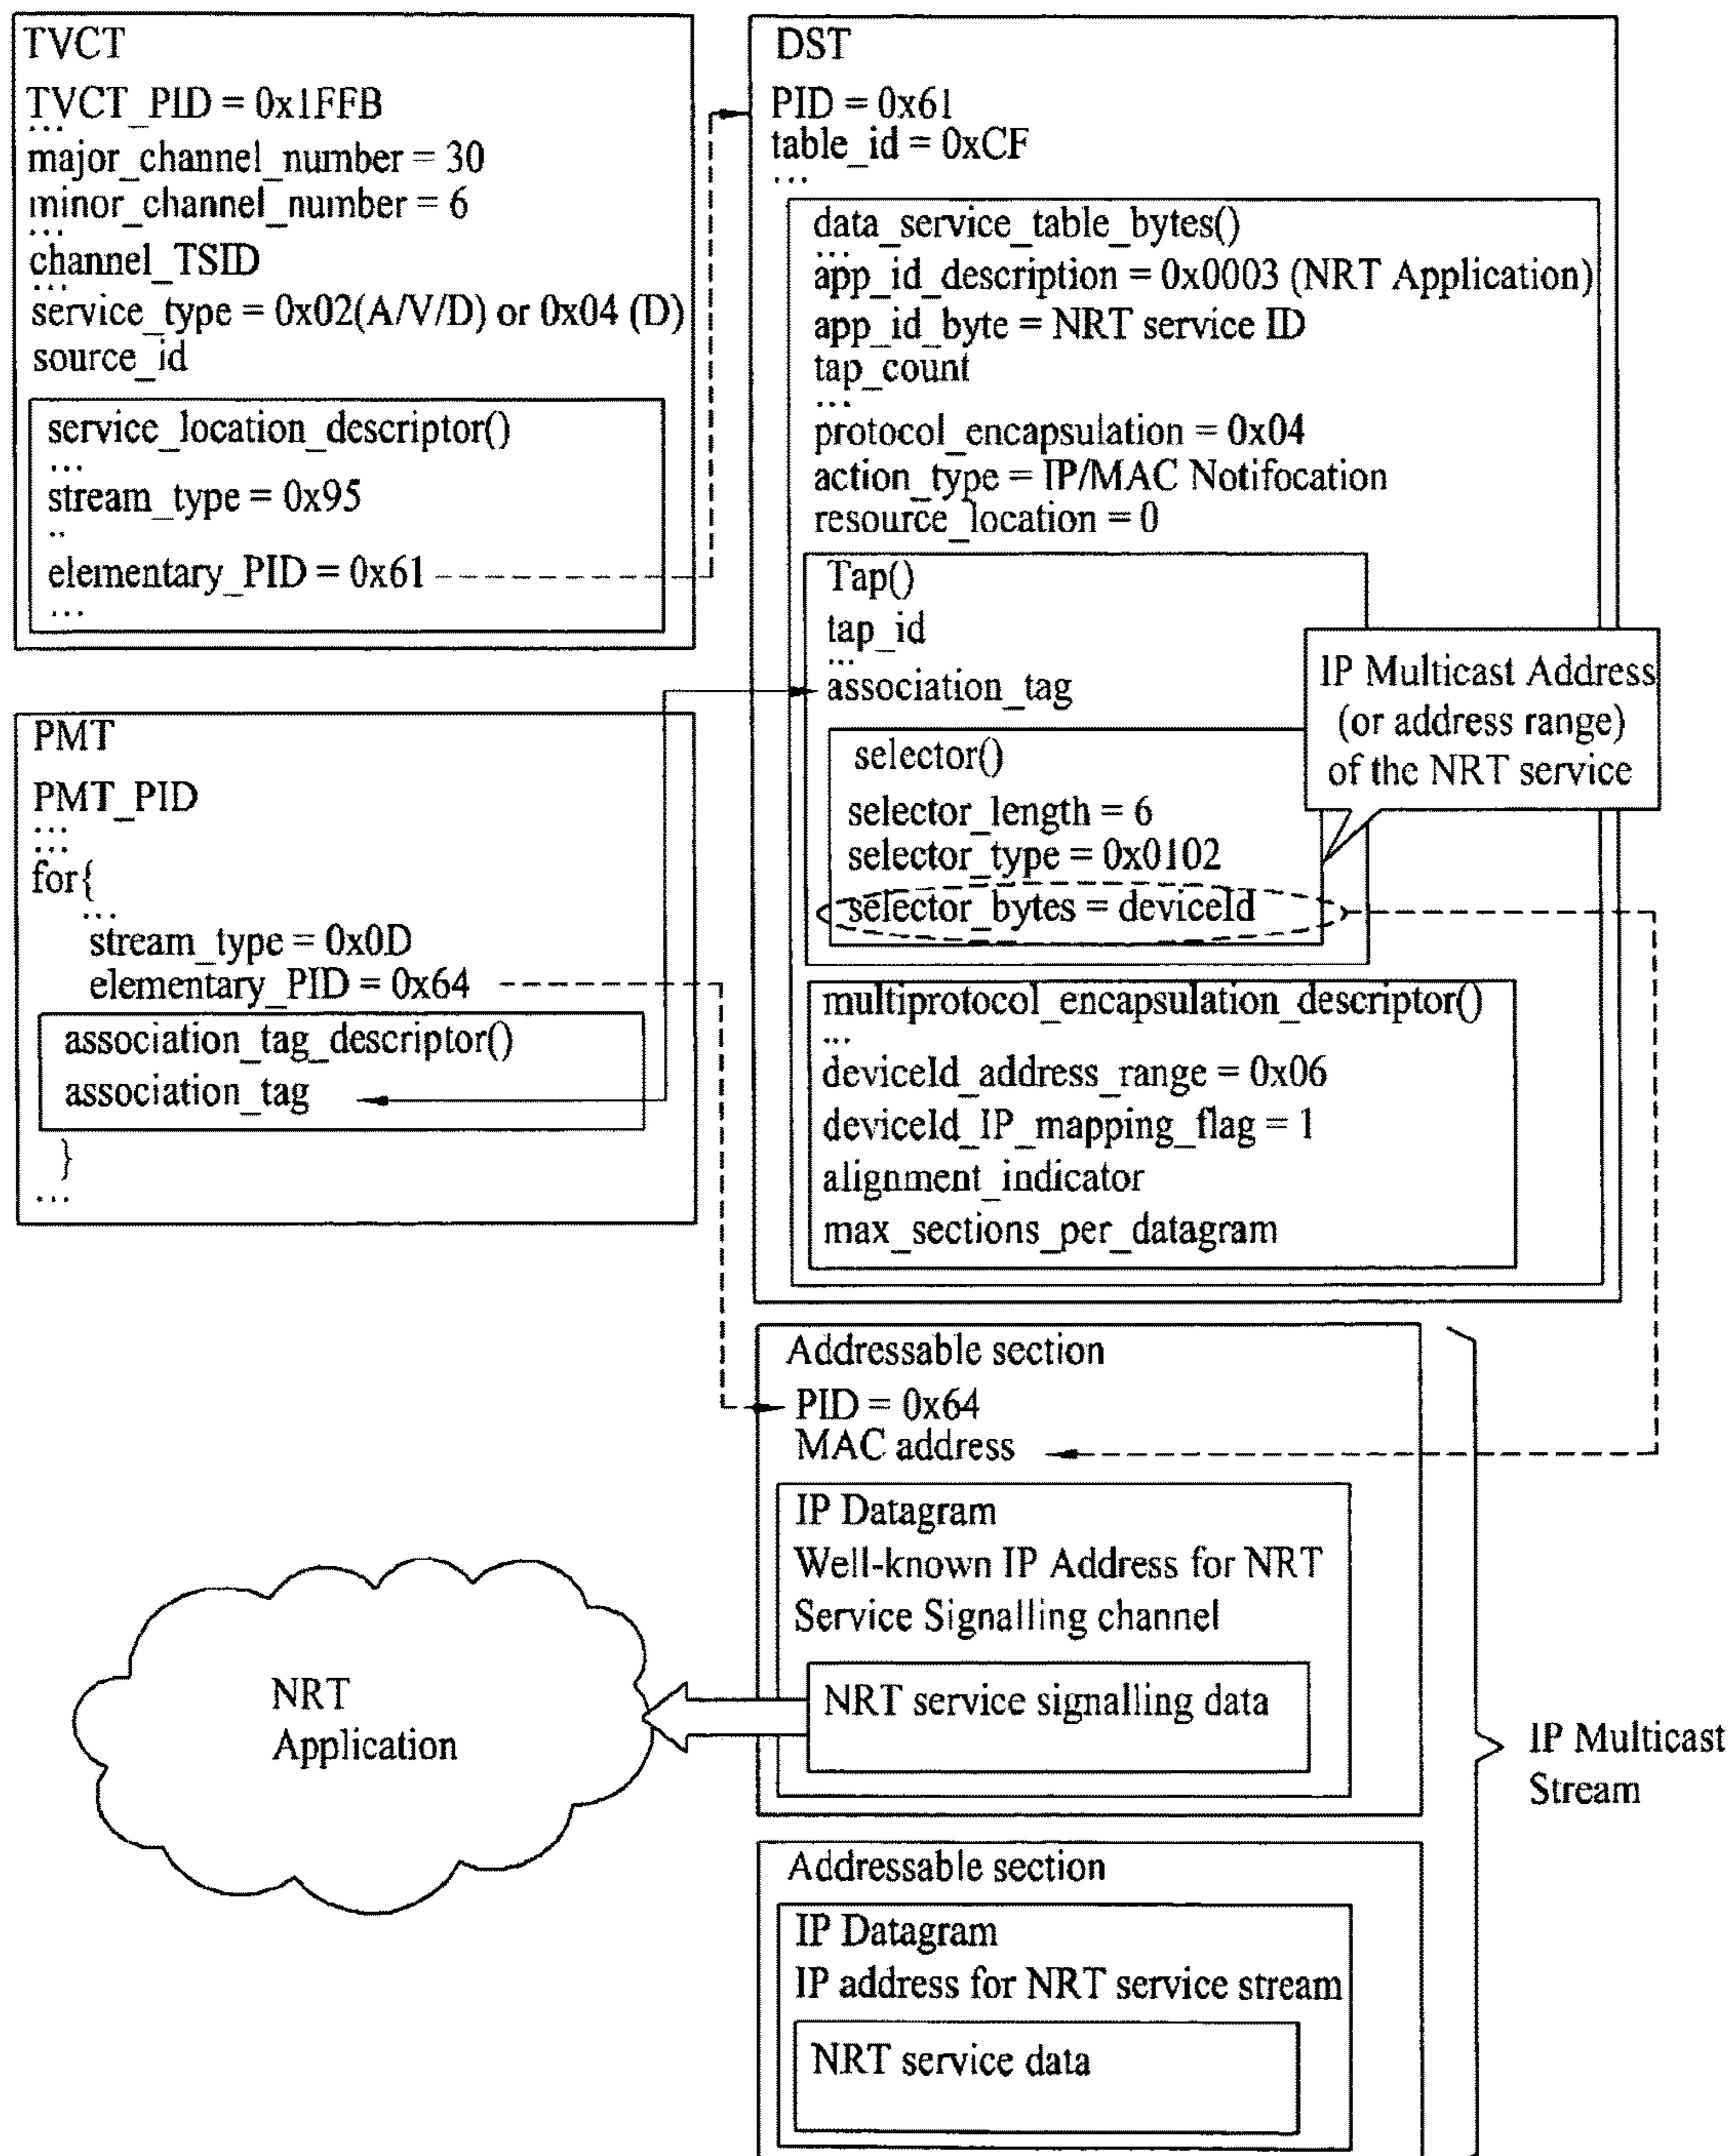 TVCT
TVCT_PID = 0x1FFB
...
major_channel_number = 30
minor_channel_number = 6
...
channel_TSID
...
service_type = 0x02(A/V/D) or 0x04 (D)
source_id
service_location_descriptor()
...
stream_type = 0x95
..
elementary_PID = 0x61
...
PMT
PMT_PID
...
...
for{
...
stream_type = 0x0D
elementary_PID = 0x64
association_tag_descriptor()
association_tag
}
...
DST
PID = 0x61
table_id = 0xCF
...
data_service_table_bytes()
...
app_id_description = 0x0003 (NRT Application)
app_id_byte = NRT service ID
tap_count
...
protocol_encapsulation = 0x04
action_type = IP/MAC Notifocation
resource_location = 0
Tap()
tap_id
...
association_tag
selector()
selector_length = 6
selector_type = 0x0102
selector_bytes = deviceId
IP Multicast Address
(or address range)
of the NRT service
multiprotocol_encapsulation_descriptor()
...
deviceId_address_range = 0x06
deviceId_IP_mapping_flag = 1
alignment_indicator
max_sections_per_datagram
Addressable section
PID = 0x64
MAC address
IP Datagram
Well-known IP Address for NRT
Service Signalling channel
NRT service signalling data
NRT
Application
IP Multicast
Stream
Addressable section
IP Datagram
IP address for NRT service stream
NRT service data